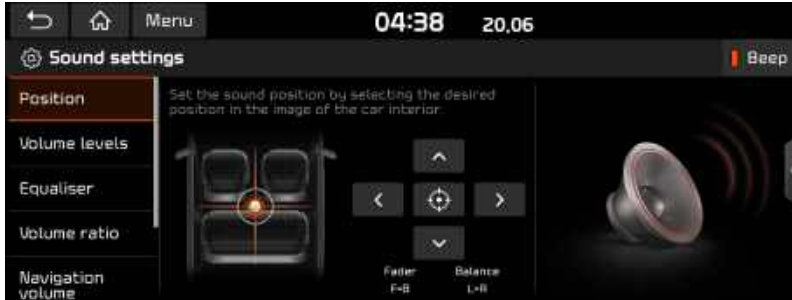 Menu 04:38 20.06
Sound settings Beep
Position
Set the sound position by selecting the desired
position in the image of the car interior.
Volume levels
Equaliser
Volume ratio
Navigation
volume
Fader Balance
F=B L=R